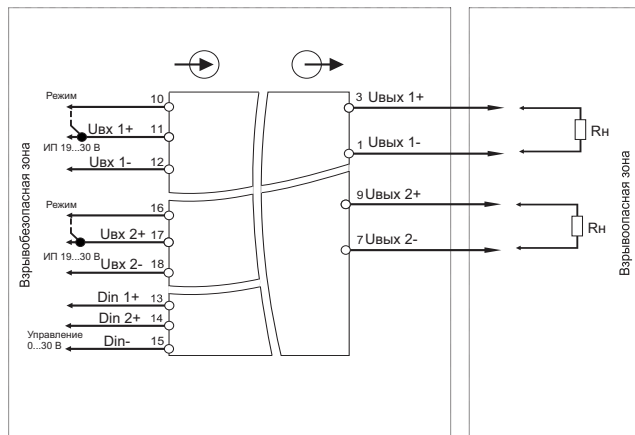 Взрывобезопасная зона
Режим
10
Uвх 1+
11
ИП 19...30 В
Uвх 1-
12
Режим
16
Uвх 2+
17
ИП 19...30 В
Uвх 2-
18
Din 1+
13
Din 2+
14
Управление
0...30 В
Din-
15
3 Uвых 1+
1 Uвых 1-
9 Uвых 2+
7 Uвых 2-
Rн
Rн
Взрывоопасная зона